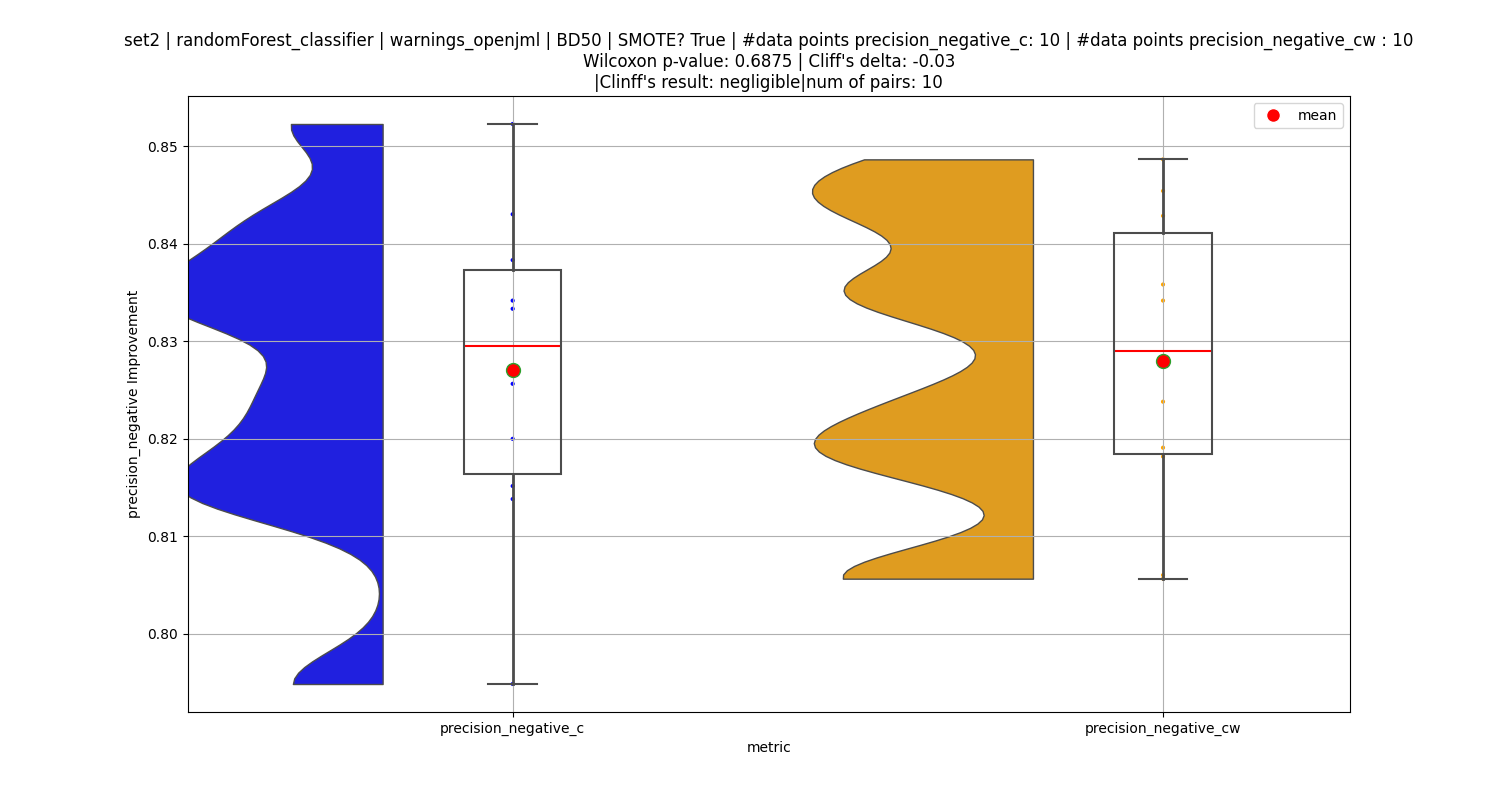 set2 | randomForest_classifier | warnings_openjml | BD50 | SMOTE? True | #data points precision_negative_c: 10 | #data points precision_negative_cw : 10
Wilcoxon p-value: 0.6875 | Cliff's delta: -0.03
|Clinff's result: negligible|num of pairs: 10
mean
precision_negative Improvement
0.85
0.84
0.83
0.82
0.81
0.80
precision_negative_c
precision_negative_cw
metric